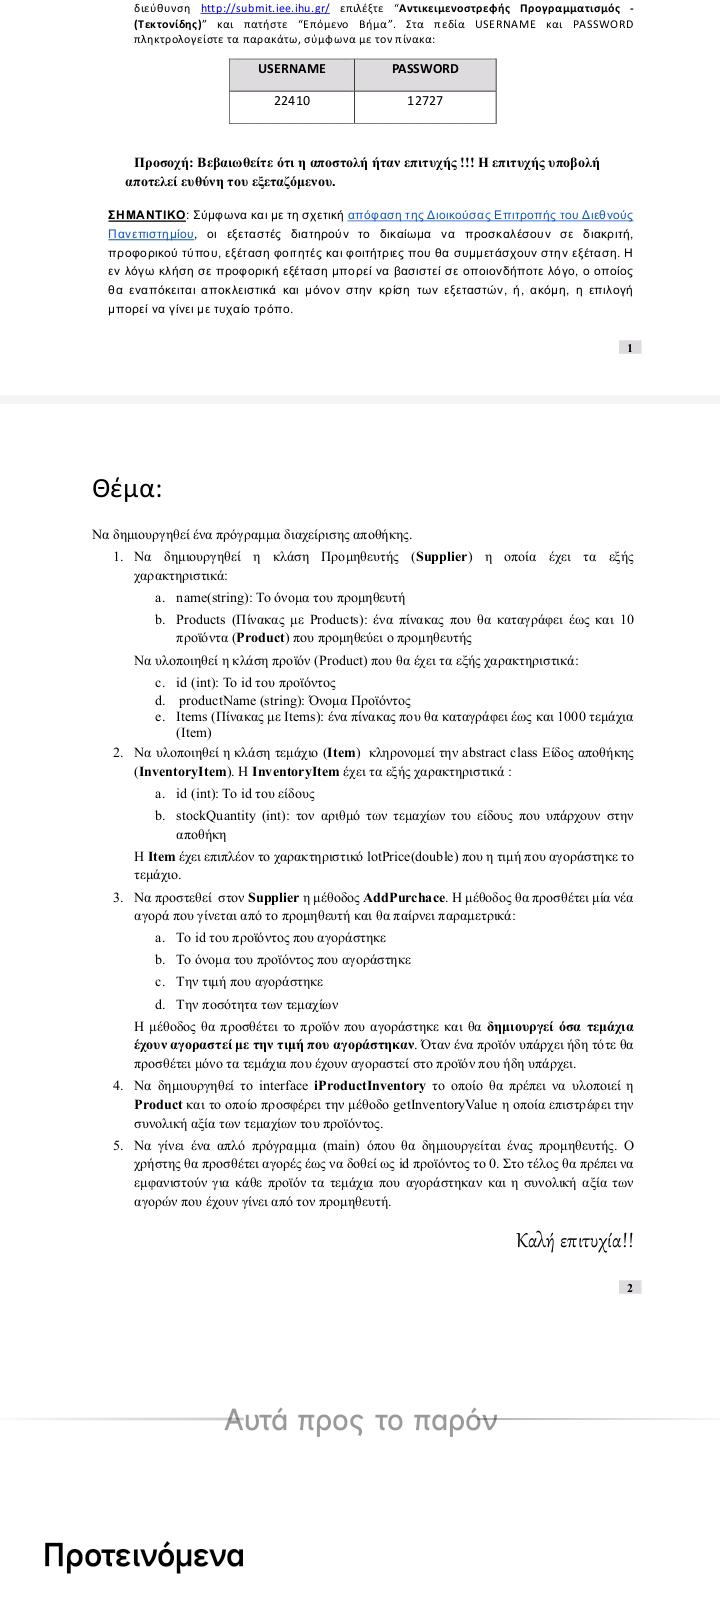 διεύθυνση http://submit.iee.ihu.gr/ επιλέξτε “Αντικειμενοστρεφής Προγραμματισμός -
(Τεκτονίδης)” και πατήστε “Επόμενο Βήμα”. Στα πεδία USERNAME και PASSWORD
πληκτρολογείστε τα παρακάτω, σύμφωνα με τον πίνακα:
USERNAME PASSWORD
22410 12727
Προσοχή: Βεβαιωθείτε ότι η αποστολή ήταν επιτυχής !!! Η επιτυχής υποβολή
αποτελεί ευθύνη του εξεταζόμενου.
ΣΗΜΑΝΤΙΚΟ: Σύμφωνα και με τη σχετική απόφαση της Διοικούσας Επιτροπής του Διεθνούς
Πανεπιστημίου, οι εξεταστές διατηρούν το δικαίωμα να προσκαλέσουν σε διακριτή,
προφορικού τύπου, εξέταση φοιτητές και φοιτήτριες που θα συμμετάσχουν στην εξέταση. Η
εν λόγω κλήση σε προφορική εξέταση μπορεί να βασιστεί σε οποιονδήποτε λόγο, ο οποίος
θα εναπόκειται αποκλειστικά και μόνον στην κρίση των εξεταστών, ή, ακόμη, η επιλογή
μπορεί να γίνει με τυχαίο τρόπο.
1
Θέμα:
Να δημιουργηθεί ένα πρόγραμμα διαχείρισης αποθήκης.
1. Να δημιουργηθεί η κλάση Προμηθευτής (Supplier) η οποία έχει τα εξής
χαρακτηριστικά:
a. name(string): Το όνομα του προμηθευτή
b. Products (Πίνακας με Products): ένα πίνακας που θα καταγράφει έως και 10
προϊόντα (Product) που προμηθεύει ο προμηθευτής
Να υλοποιηθεί η κλάση προϊόν (Product) που θα έχει τα εξής χαρακτηριστικά:
c. id (int): Το id του προϊόντος
d. productName (string): Όνομα Προϊόντος
e. Items (Πίνακας με Items): ένα πίνακας που θα καταγράφει έως και 1000 τεμάχια
(Item)
2. Να υλοποιηθεί η κλάση τεμάχιο (Item) κληρονομεί την abstract class Είδος αποθήκης
(InventoryItem). Η InventoryItem έχει τα εξής χαρακτηριστικά :
a. id (int): Το id του είδους
b. stockQuantity (int): τον αριθμό των τεμαχίων του είδους που υπάρχουν στην
αποθήκη
Η Item έχει επιπλέον το χαρακτηριστικό lotPrice(double) που η τιμή που αγοράστηκε το
τεμάχιο.
3. Να προστεθεί στον Supplier η μέθοδος AddPurchace. Η μέθοδος θα προσθέτει μία νέα
αγορά που γίνεται από το προμηθευτή και θα παίρνει παραμετρικά:
a. Το id του προϊόντος που αγοράστηκε
b. Το όνομα του προϊόντος που αγοράστηκε
c. Την τιμή που αγοράστηκε
d. Την ποσότητα των τεμαχίων
Η μέθοδος θα προσθέτει το προϊόν που αγοράστηκε και θα δημιουργεί όσα τεμάχια
έχουν αγοραστεί με την τιμή που αγοράστηκαν. Όταν ένα προϊόν υπάρχει ήδη τότε θα
προσθέτει μόνο τα τεμάχια που έχουν αγοραστεί στο προϊόν που ήδη υπάρχει.
4. Να δημιουργηθεί το interface iProductInventory το οποίο θα πρέπει να υλοποιεί η
Product και το οποίο προσφέρει την μέθοδο getInventoryValue η οποία επιστρέφει την
συνολική αξία των τεμαχίων του προϊόντος.
5. Να γίνει ένα απλό πρόγραμμα (main) όπου θα δημιουργείται ένας προμηθευτής. Ο
χρήστης θα προσθέτει αγορές έως να δοθεί ως id προϊόντος το 0. Στο τέλος θα πρέπει να
εμφανιστούν για κάθε προϊόν τα τεμάχια που αγοράστηκαν και η συνολική αξία των
αγορών που έχουν γίνει από τον προμηθευτή.
Καλή επιτυχία!!
2
Αυτά προς το παρόν
Προτεινόμενα